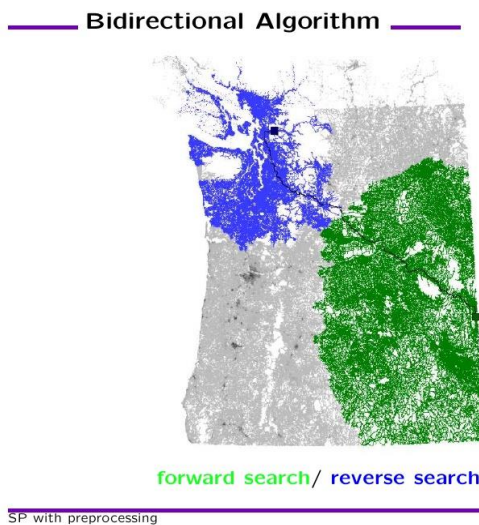 Bidirectional Algorithm
forward search/ reverse search
SP with preprocessing